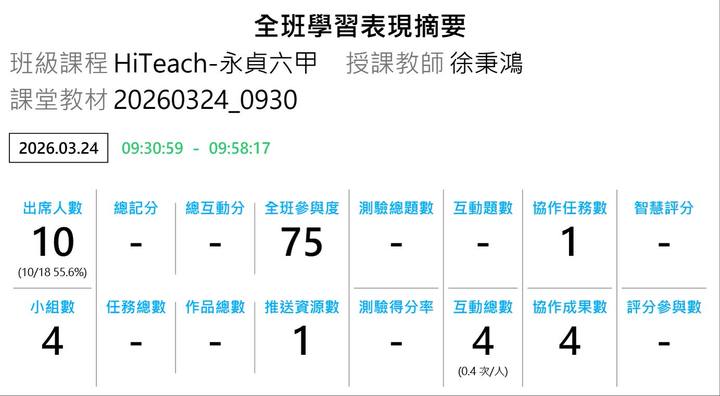 全班學習表現摘要
班級課程 HiTeach-永貞六甲 授課教師 徐秉鴻
課堂教材 20260324_0930
2026.03.24 09:30:59 - 09:58:17
出席人數 總記分 總互動分 全班參與度 測驗總題數 互動題數 協作任務數 智慧評分
10 - - 75 - - 1 -
(10/18 55.6%)
小組數 任務總數 作品總數 推送資源數 測驗得分率 互動總數 協作成果數 評分參與數
4 - - 1 - 4 4 -
(0.4 次/人)